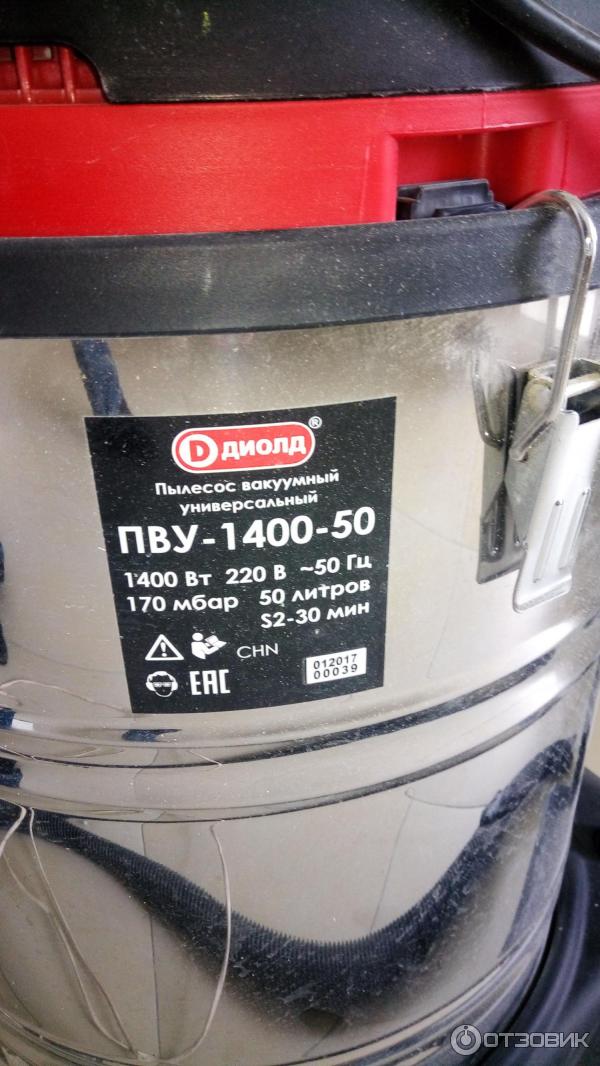 D ДИОЛД ®
Пылесос вакуумный
универсальный
ПВУ-1400-50
1400 Вт 220 В ~50 Гц
170 мбар 50 литров
S2-30 мин
CHN
012017
00039
EAC
ОТЗОВИК